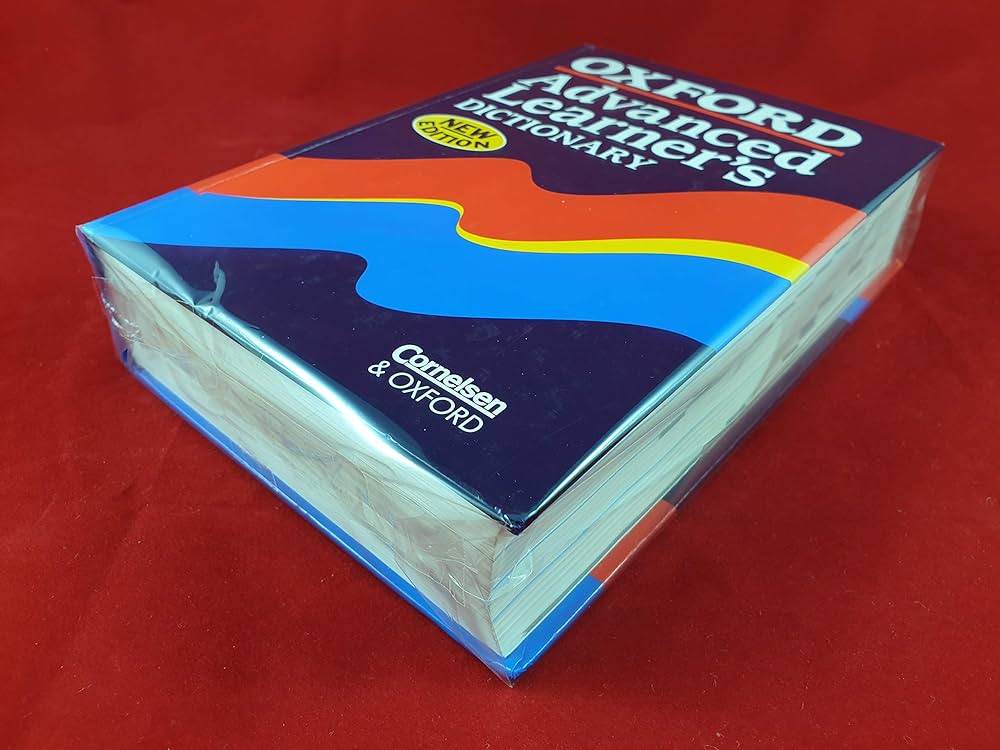 OXFORD
Advanced
Learner's
DICTIONARY
NEW
EDITION
Cornelsen
& OXFORD